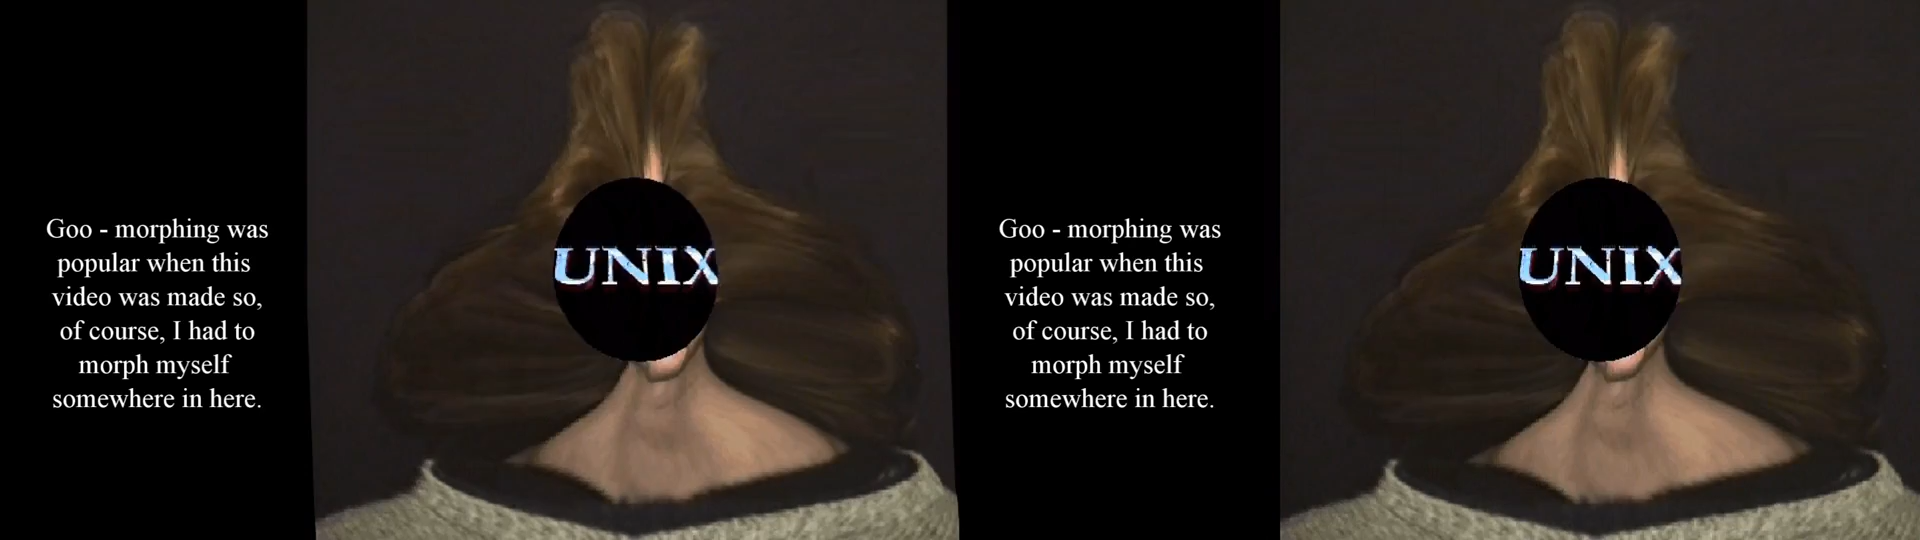 Goo - morphing was
popular when this
video was made so,
of course, I had to
morph myself
somewhere in here.
UNIX
Goo - morphing was
popular when this
video was made so,
of course, I had to
morph myself
somewhere in here.
UNIX